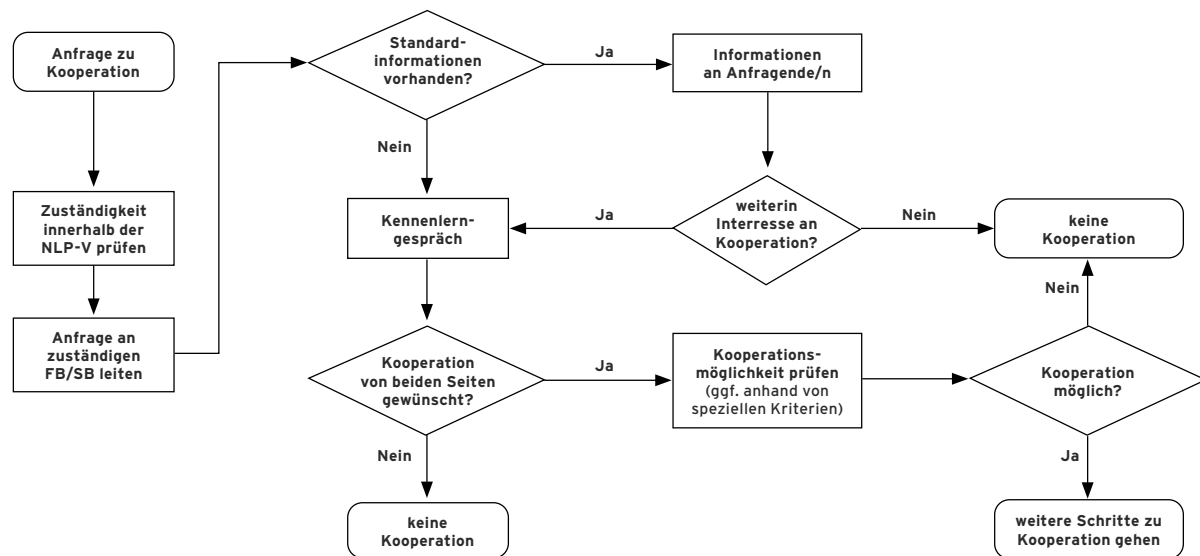 Anfrage zu
Kooperation
Zuständigkeit
innerhalb der
NLP-V prüfen
Anfrage an
zuständigen
FB/SB leiten
Standard-
informationen
vorhanden?
Ja
Informationen
an Anfragende/n
Nein
Kennenlern-
gespräch
Ja
weiterin
Interresse an
Kooperation?
Nein
keine
Kooperation
Kooperation
von beiden Seiten
gewünscht?
Ja
Kooperations-
möglichkeit prüfen
(ggf. anhand von
speziellen Kriterien)
Nein
Kooperation
möglich?
Nein
keine
Kooperation
Ja
weitere Schritte zu
Kooperation gehen